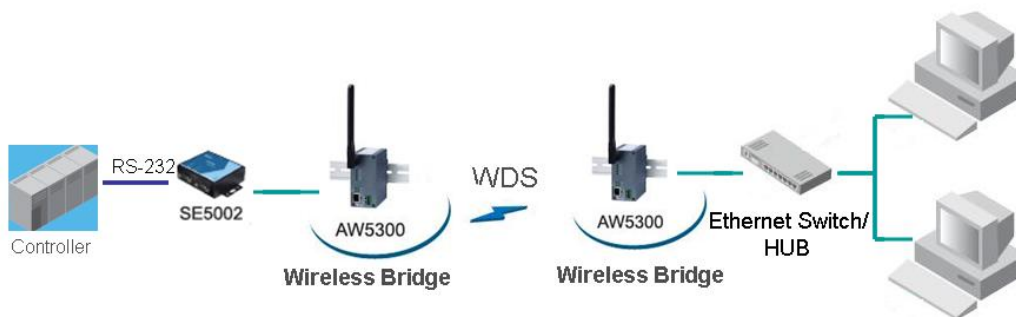 RS-232
SE5002
Controller
AW5300
Wireless Bridge
WDS
AW5300
Wireless Bridge
Ethernet Switch/
HUB